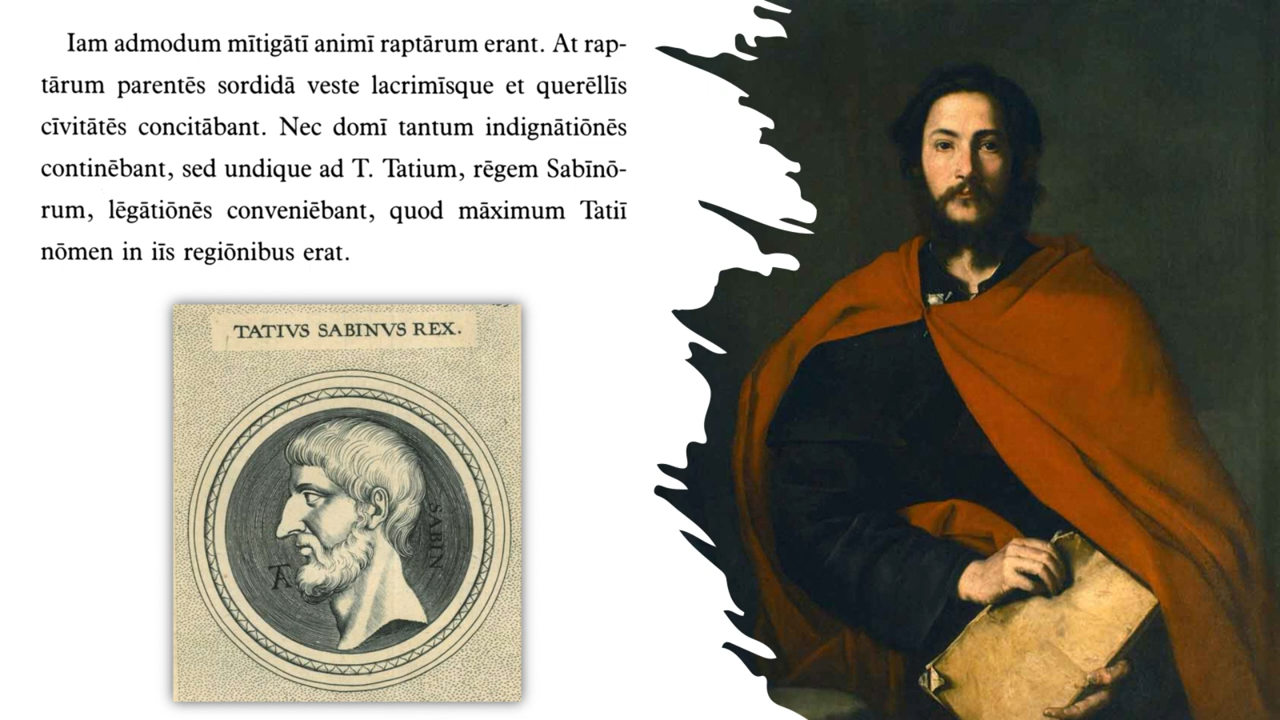 Iam admodum mītigātī animī raptārum erant. At rap-
tārum parentēs sordidā veste lacrimīsque et querēllīs
cīvitātēs concitābant. Nec domī tantum indignātiōnēs
continēbant, sed undique ad T. Tatium, rēgem Sabīnō-
rum, lēgātiōnēs conveniēbant, quod māximum Tatiī
nōmen in iīs regiōnibus erat.
TATIVS SABINVS REX.
SABIN
TA